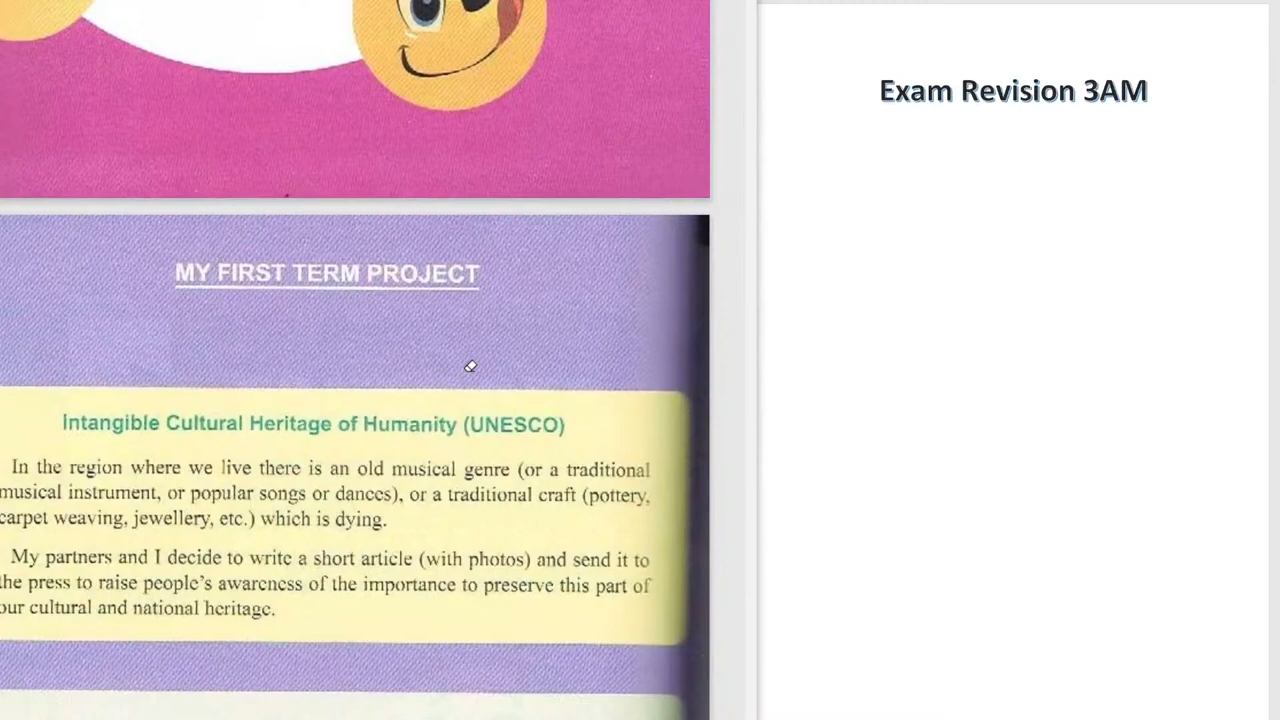 MY FIRST TERM PROJECT
Intangible Cultural Heritage of Humanity (UNESCO)
In the region where we live there is an old musical genre (or a traditional
musical instrument, or popular songs or dances), or a traditional craft (pottery,
carpet weaving, jewellery, etc.) which is dying.
My partners and I decide to write a short article (with photos) and send it to
the press to raise people's awareness of the importance to preserve this part of
our cultural and national heritage.
Exam Revision 3AM